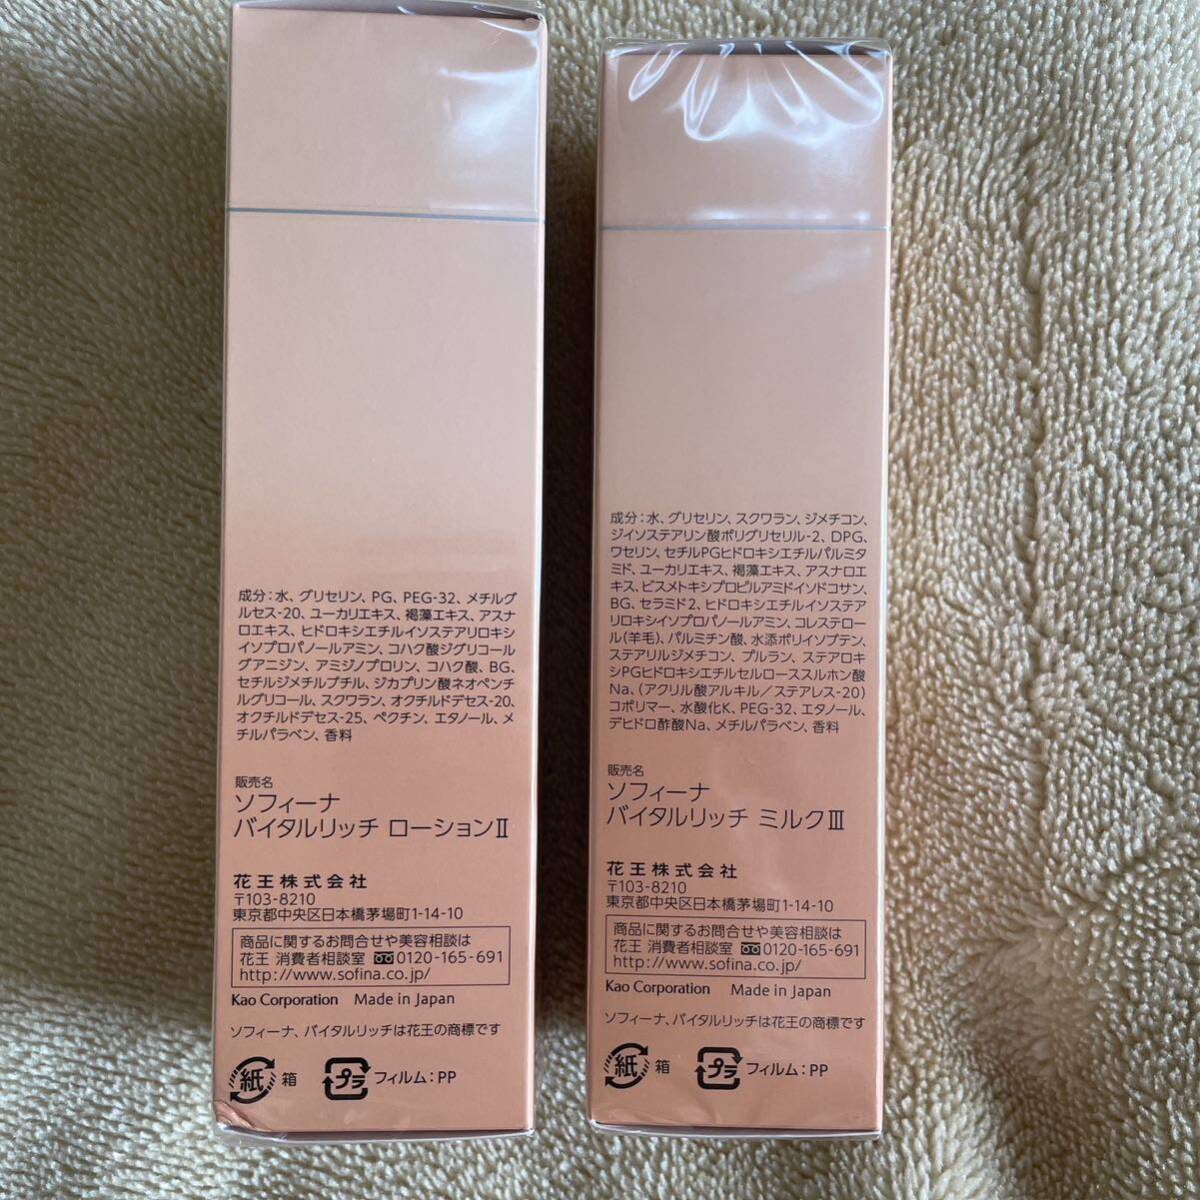 成分：水、グリセリン、PG、PEG-32、メチルグ
ルセス-20、ユーカリエキス、褐藻エキス、アスナ
ロエキス、ヒドロキシエチルイソステアリロキシ
イソプロパノールアミン、コハク酸ジグリコール
グアニジン、アミジノプロリン、コハク酸、BG、
セチルジメチルブチル、ジカプリン酸ネオペンチ
ルグリコール、スクワラン、オクチルドデセス-20、
オクチルドデセス-25、ペクチン、エタノール、メ
チルパラベン、香料
販売名
ソフィーナ
バイタルリッチ ローションⅡ
花王株式会社
〒103-8210
東京都中央区日本橋茅場町1-14-10
商品に関するお問合せや美容相談は
花王 消費者相談室 0120-165-691
http://www.sofina.co.jp/
Kao Corporation Made in Japan
ソフィーナ、バイタルリッチは花王の商標です
紙 箱 プラ フィルム：PP
成分：水、グリセリン、スクワラン、ジメチコン、
ジイソステアリン酸ポリグリセリル-2、DPG、
ワセリン、セチルPGヒドロキシエチルパルミタ
ミド、ユーカリエキス、褐藻エキス、アスナロエ
キス、ビスメトキシプロピルアミドイソドコサン、
BG、セラミド2、ヒドロキシエチルイソステア
リロキシイソプロパノールアミン、コレステロー
ル(羊毛)、パルミチン酸、水添ポリイソブテン、
ステアリルジメチコン、プルラン、ステアロキ
シPGヒドロキシエチルセルローススルホン酸
Na、(アクリル酸アルキル／ステアレス-20)
コポリマー、水酸化K、PEG-32、エタノール、
デヒドロ酢酸Na、メチルパラベン、香料
販売名
ソフィーナ
バイタルリッチ ミルクⅢ
花王株式会社
〒103-8210
東京都中央区日本橋茅場町1-14-10
商品に関するお問合せや美容相談は
花王 消費者相談室 0120-165-691
http://www.sofina.co.jp/
Kao Corporation Made in Japan
ソフィーナ、バイタルリッチは花王の商標です
紙 箱 プラ フィルム：PP